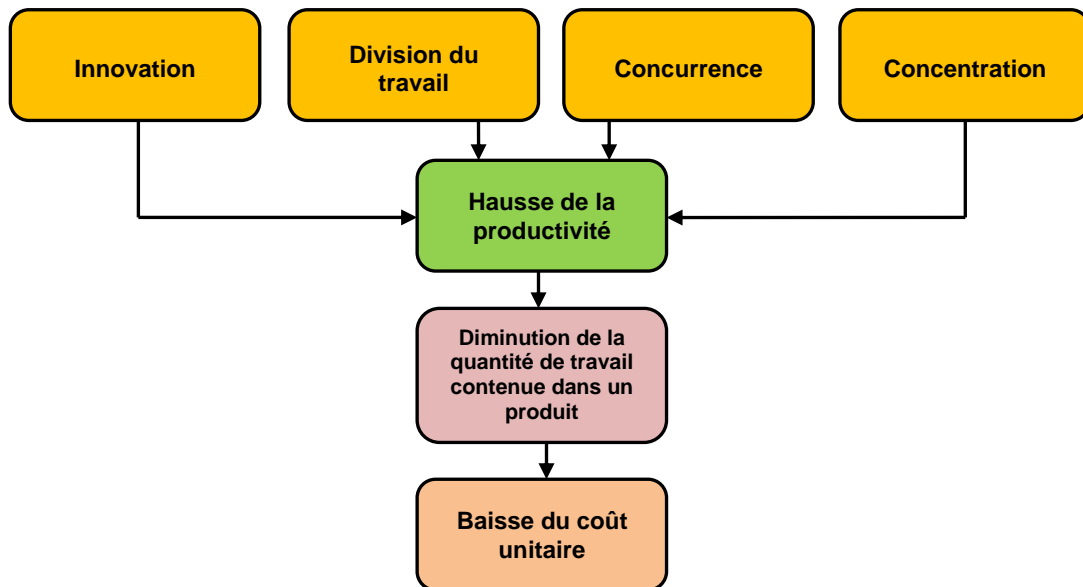 Innovation
Division du
travail
Concurrence
Concentration
Hausse de la
productivité
Diminution de la
quantité de travail
contenue dans un
produit
Baisse du coût
unitaire